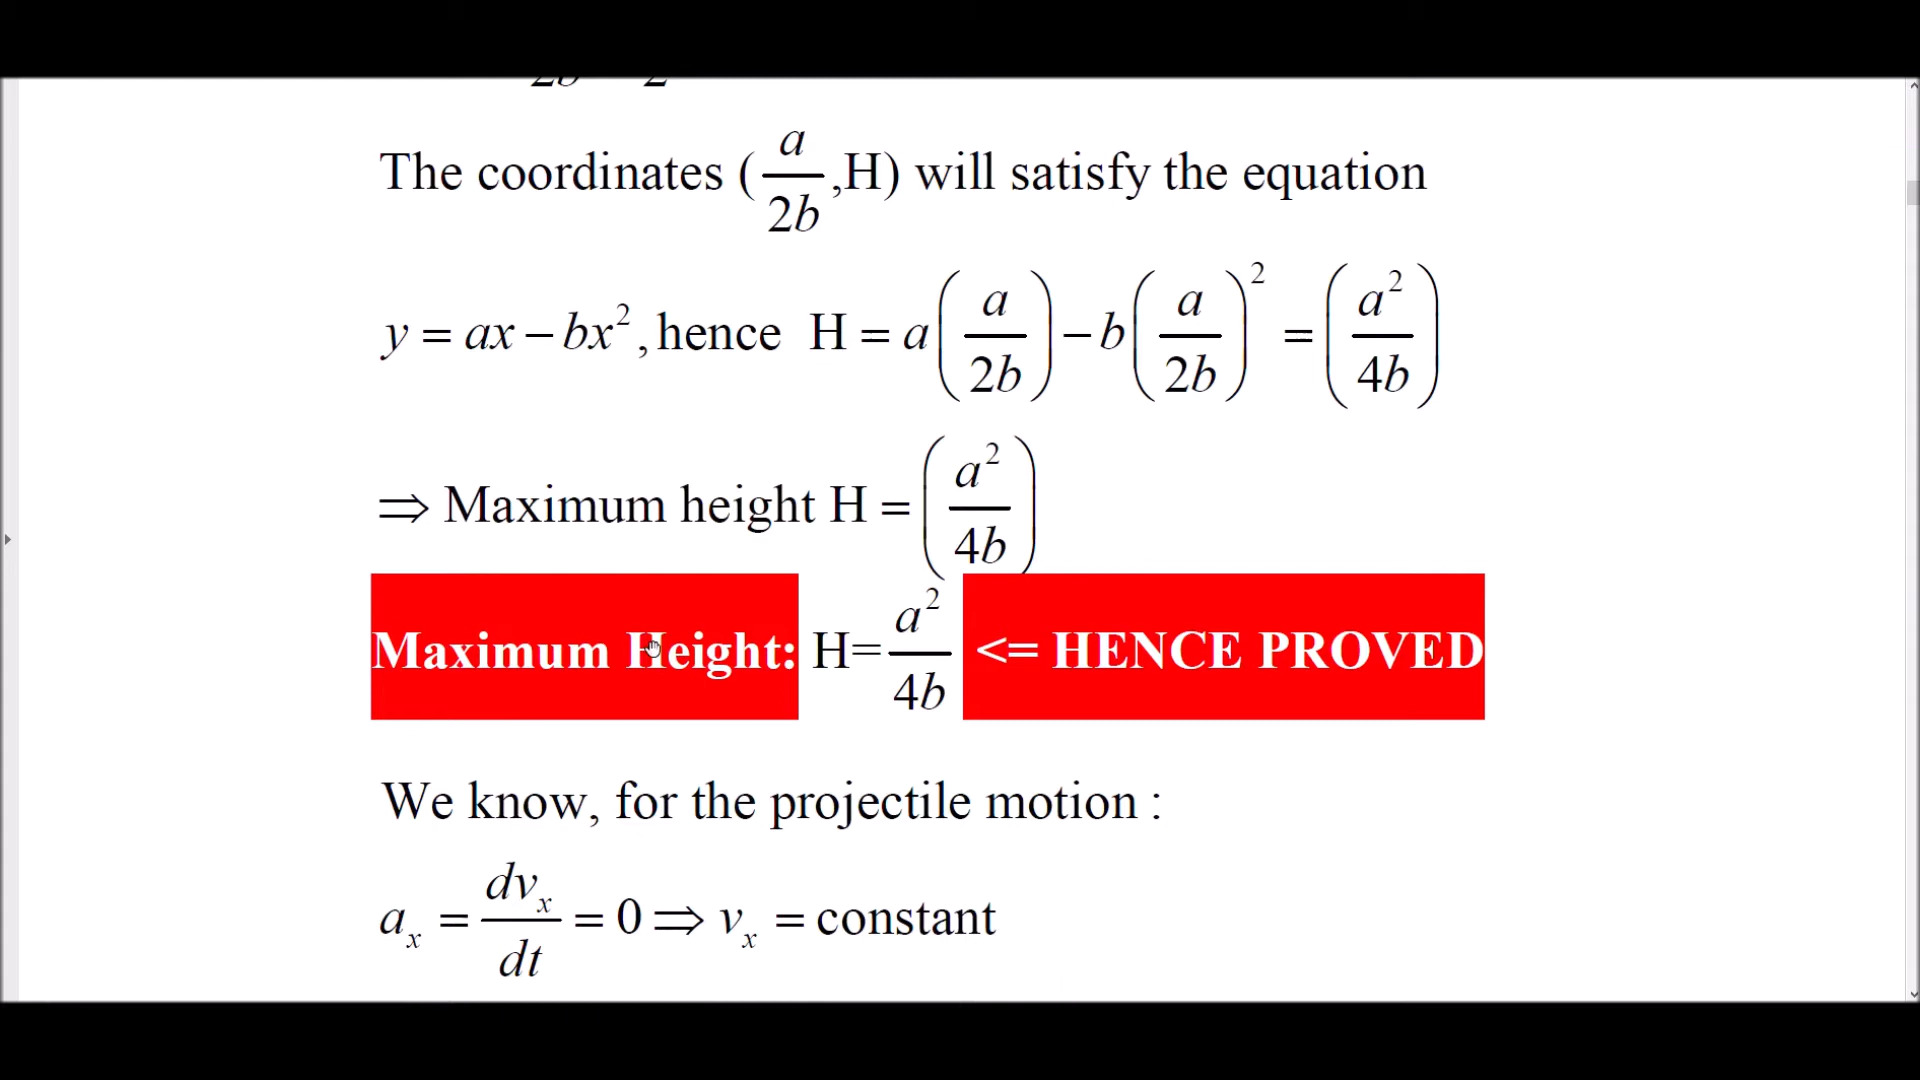 The coordinates (a/2b,H) will satisfy the equation
y = ax − bx², hence H = a(a/2b) − b(a/2b)² = (a²/4b)
⇒ Maximum height H = (a²/4b)
Maximum Height: H= a²/4b <= HENCE PROVED
We know, for the projectile motion :
aₓ = dvₓ/dt = 0 ⇒ vₓ = constant